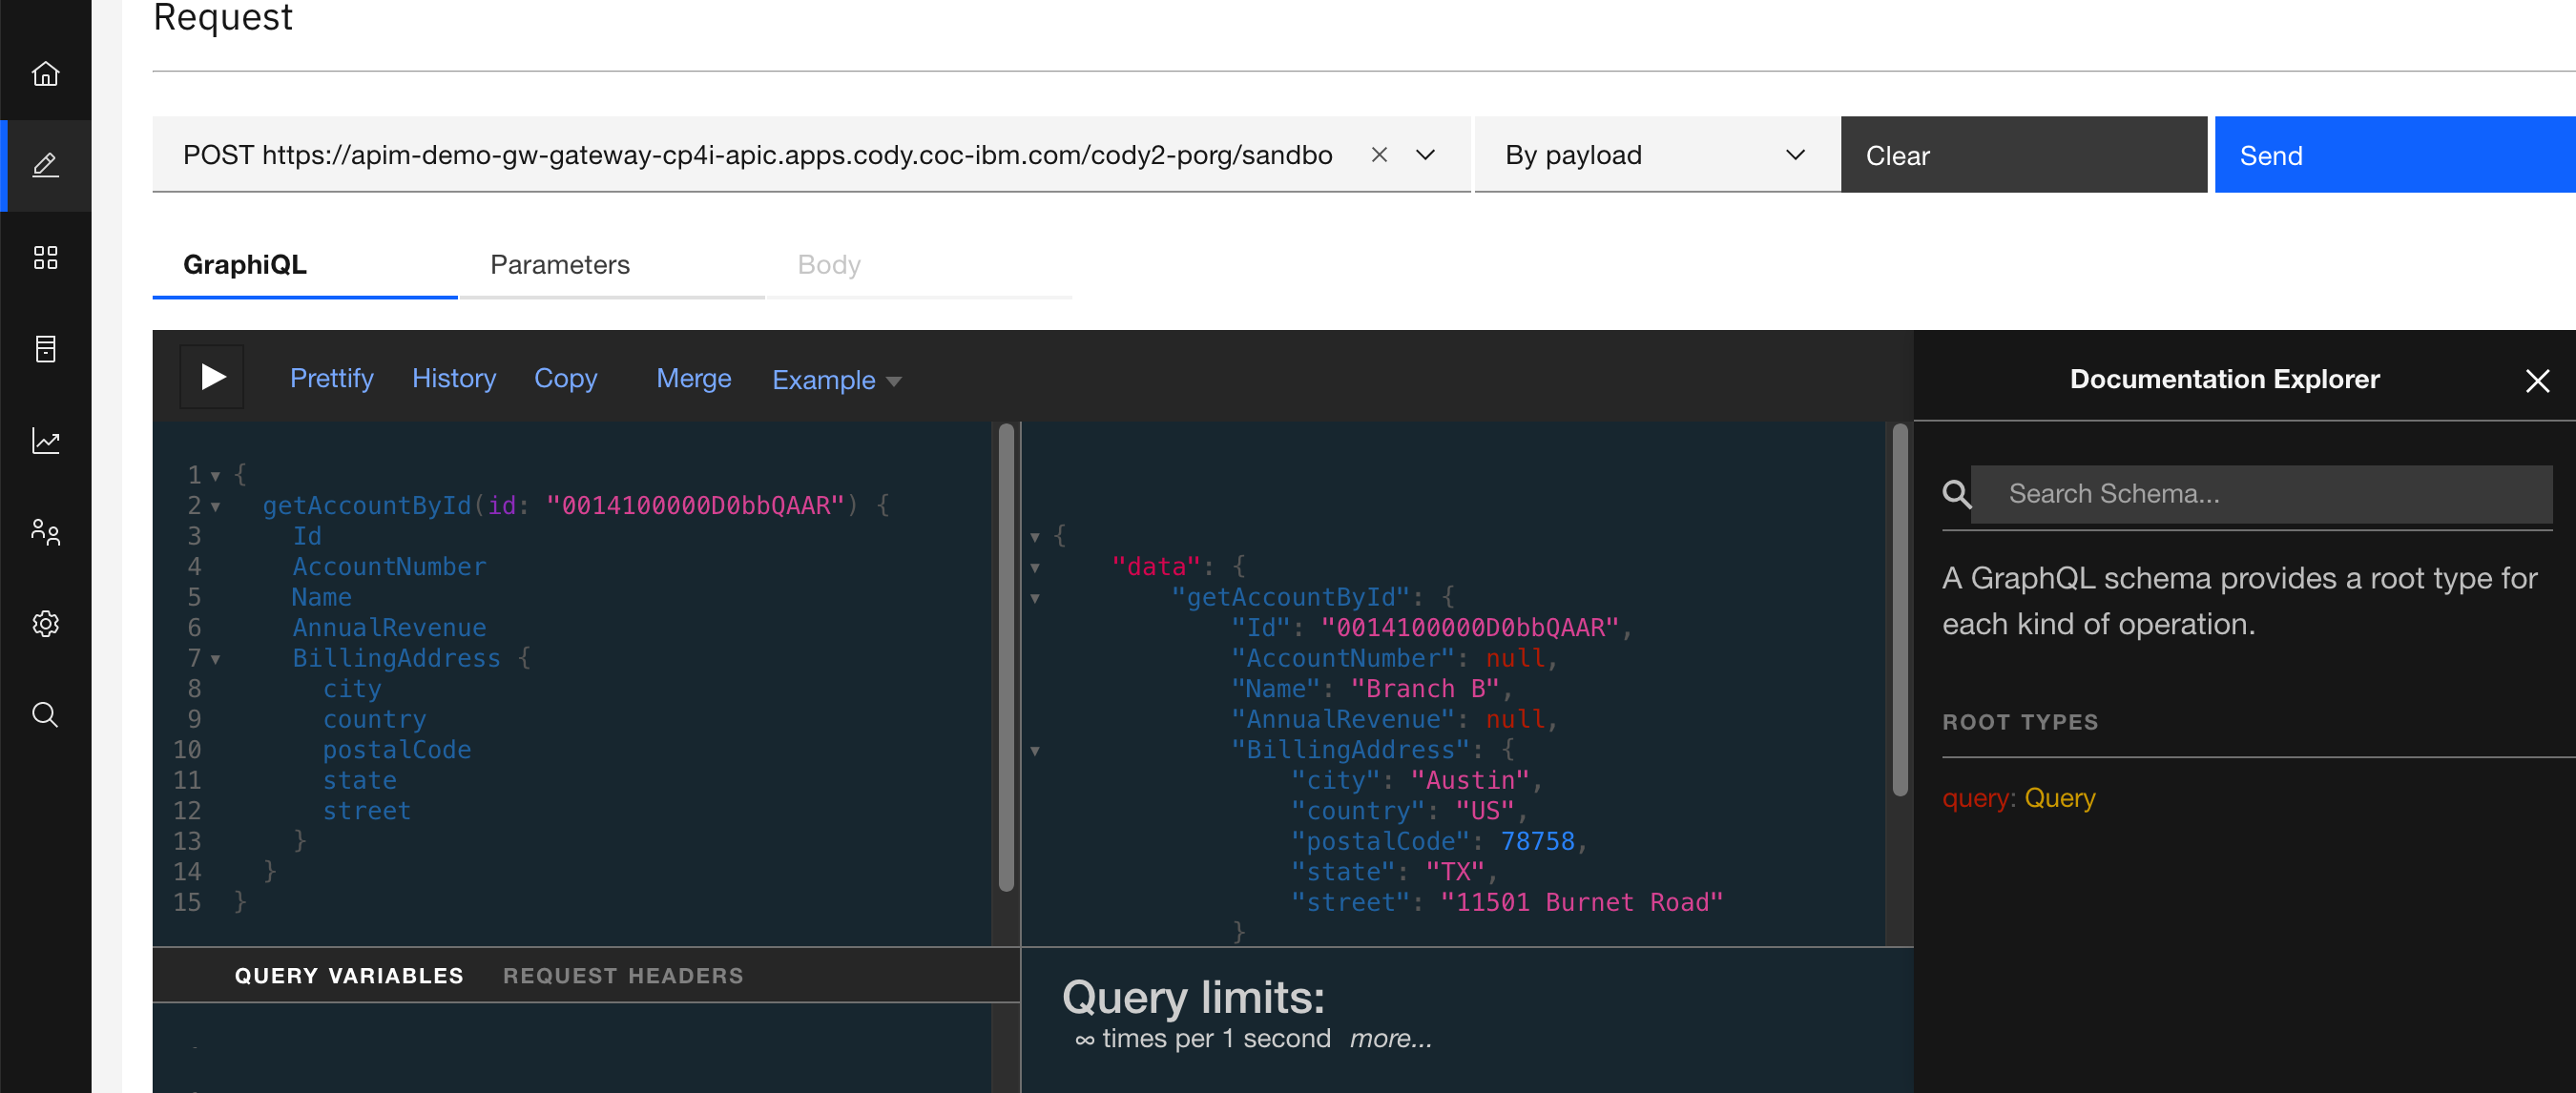 Request
POST https://apim-demo-gw-gateway-cp4i-apic.apps.cody.coc-ibm.com/cody2-porg/sandbo
By payload
Clear
Send
GraphiQL
Parameters
Body
Prettify
History
Copy
Merge
Example
1 {
2 getAccountById(id: "0014100000D0bbQAAR") {
3 Id
4 AccountNumber
5 Name
6 AnnualRevenue
7 BillingAddress {
8 city
9 country
10 postalCode
11 state
12 street
13 }
14 }
15 }
QUERY VARIABLES
REQUEST HEADERS
{
"data": {
"getAccountById": {
"Id": "0014100000D0bbQAAR",
"AccountNumber": null,
"Name": "Branch B",
"AnnualRevenue": null,
"BillingAddress": {
"city": "Austin",
"country": "US",
"postalCode": 78758,
"state": "TX",
"street": "11501 Burnet Road"
}
Query limits:
∞ times per 1 second more...
Documentation Explorer
Search Schema...
A GraphQL schema provides a root type for
each kind of operation.
ROOT TYPES
query: Query